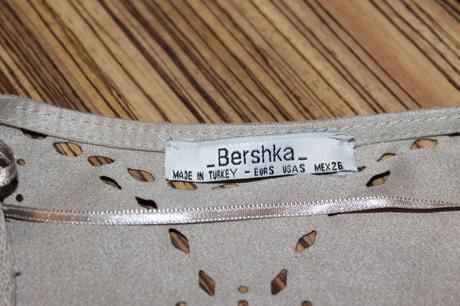 _Bershka_
MADE IN TURKEY - EURS USAS MEX26